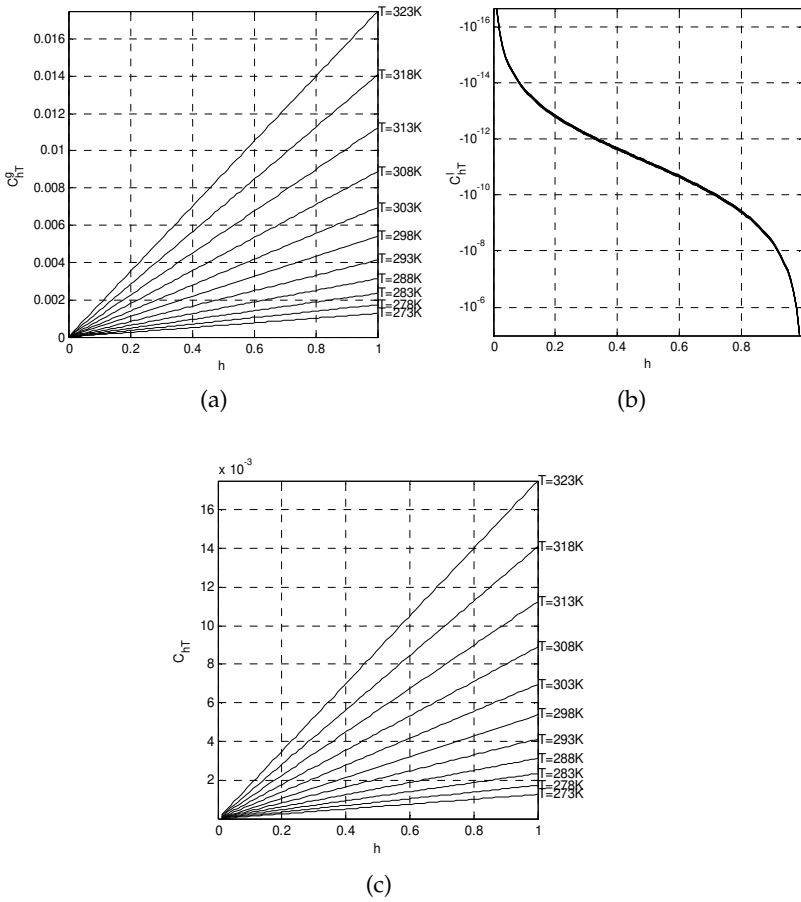 0.016
0.014
0.012
0.01
0.008
0.006
0.004
0.002
0
C^g_hT
0 0.2 0.4 0.6 0.8 1
h
T=323K
T=318K
T=313K
T=308K
T=303K
T=298K
T=293K
T=288K
T=283K
T=278K
T=273K
(a)
-10^-16
-10^-14
-10^-12
-10^-10
-10^-8
-10^-6
C^l_hT
0 0.2 0.4 0.6 0.8
h
(b)
x 10^-3
16
14
12
10
8
6
4
2
C_hT
0 0.2 0.4 0.6 0.8 1
h
T=323K
T=318K
T=313K
T=308K
T=303K
T=298K
T=293K
T=288K
T=283K
T=278K
T=273K
(c)